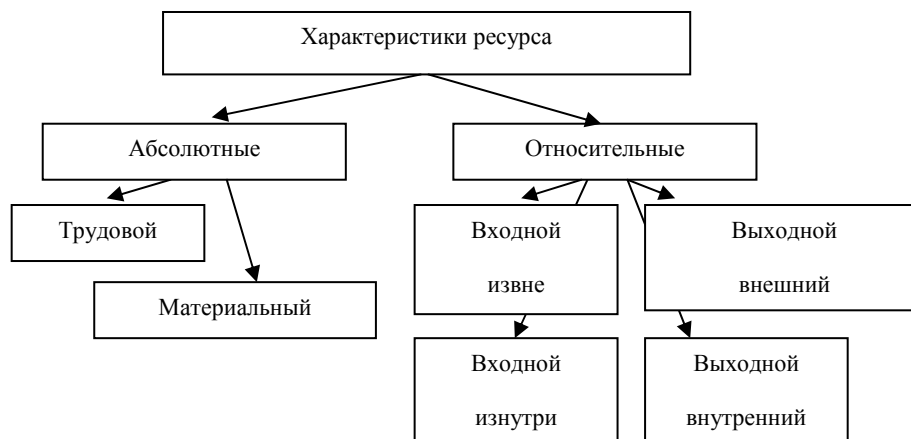 Характеристики ресурса
Абсолютные
Относительные
Трудовой
Материальный
Входной
извне
Выходной
внешний
Входной
изнутри
Выходной
внутренний